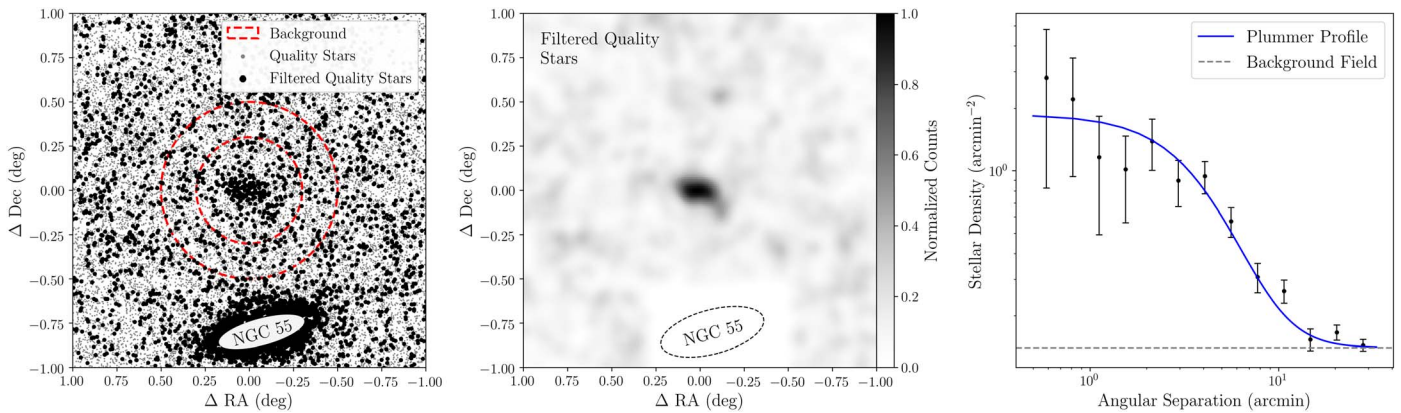 Background
Quality Stars
Filtered Quality Stars
NGC 55
1.00
0.75
0.50
0.25
0.00
−0.25
−0.50
−0.75
−1.00
Δ Dec (deg)
1.00 0.75 0.50 0.25 0.00 −0.25 −0.50 −0.75 −1.00
Δ RA (deg)
Filtered Quality
Stars
NGC 55
1.00
0.75
0.50
0.25
0.00
−0.25
−0.50
−0.75
−1.00
Δ Dec (deg)
1.00 0.75 0.50 0.25 0.00 −0.25 −0.50 −0.75 −1.00
Δ RA (deg)
1.0
0.8
0.6
0.4
0.2
0.0
Normalized Counts
Plummer Profile
Background Field
10⁰
Stellar Density (arcmin⁻²)
10⁰ 10¹
Angular Separation (arcmin)